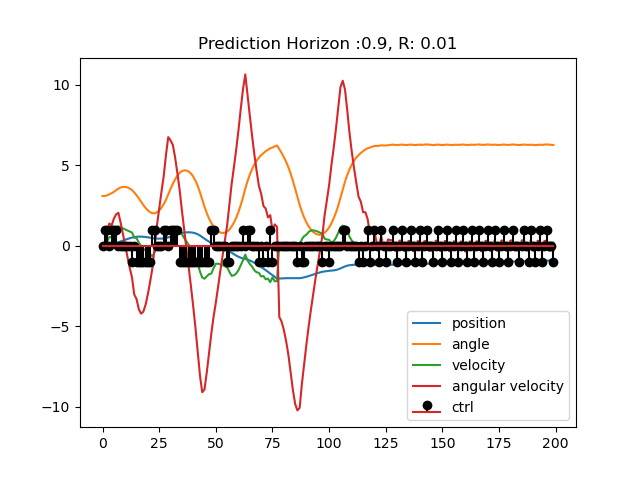 Prediction Horizon :0.9, R: 0.01
10
5
0
−5
−10
position
angle
velocity
angular velocity
ctrl
0 25 50 75 100 125 150 175 200